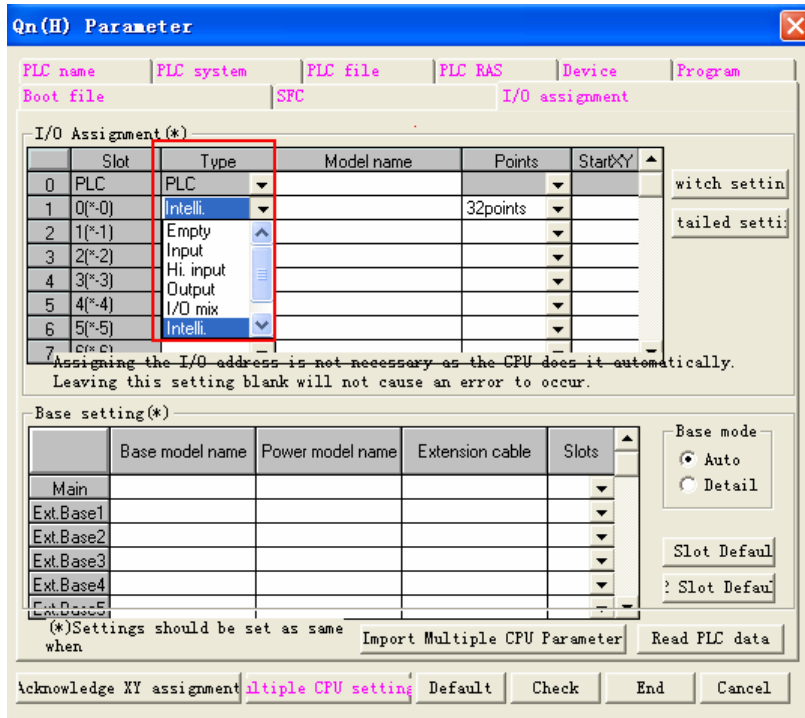 Qn(H) Parameter
PLC name PLC system PLC file PLC RAS Device Program
Boot file SFC I/O assignment
I/O Assignment(*)
Slot Type Model name Points StartXY
0 PLC PLC
1 0(*-0) Intelli. 32points
2 1(*-1)
3 2(*-2)
4 3(*-3)
5 4(*-4)
6 5(*-5)
7 6(*-6)
Empty
Input
Hi. input
Output
I/O mix
Intelli.
witch settin
tailed setti
Assigning the I/O address is not necessary as the CPU does it automatically.
Leaving this setting blank will not cause an error to occur.
Base setting(*)
Base model name Power model name Extension cable Slots
Main
Ext.Base1
Ext.Base2
Ext.Base3
Ext.Base4
Ext.Base5
Base mode
Auto
Detail
Slot Defaul
Slot Defau
(*)Settings should be set as same
when
Import Multiple CPU Parameter Read PLC data
Acknowledge XY assignment ltiple CPU setting Default Check End Cancel